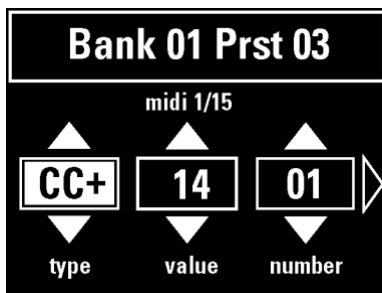 Bank 01 Prst 03
midi 1/15
CC+ 14 01
type value number